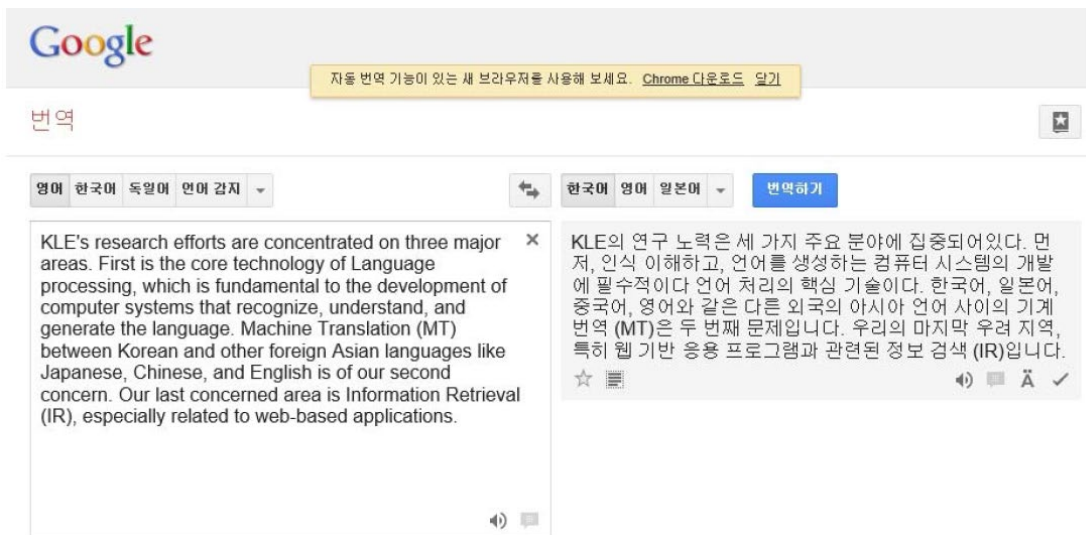 Google
자동 번역 기능이 있는 새 브라우저를 사용해 보세요. Chrome 다운로드 닫기
번역
영어 한국어 독일어 언어 감지
한국어 영어 일본어
번역하기
KLE's research efforts are concentrated on three major
areas. First is the core technology of Language
processing, which is fundamental to the development of
computer systems that recognize, understand, and
generate the language. Machine Translation (MT)
between Korean and other foreign Asian languages like
Japanese, Chinese, and English is of our second
concern. Our last concerned area is Information Retrieval
(IR), especially related to web-based applications.
KLE의 연구 노력은 세 가지 주요 분야에 집중되어있다. 먼
저, 인식 이해하고, 언어를 생성하는 컴퓨터 시스템의 개발
에 필수적이다 언어 처리의 핵심 기술이다. 한국어, 일본어,
중국어, 영어와 같은 다른 외국의 아시아 언어 사이의 기계
번역 (MT)은 두 번째 문제입니다. 우리의 마지막 우려 지역,
특히 웹 기반 응용 프로그램과 관련된 정보 검색 (IR)입니다.
Ä